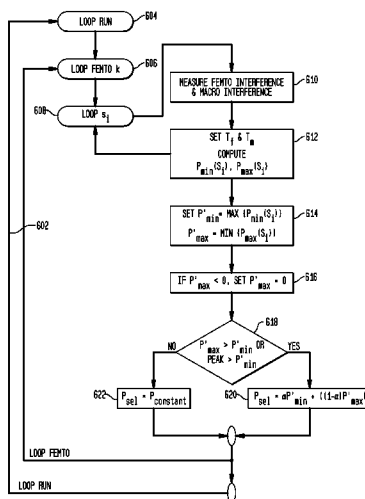 LOOP RUN
604
LOOP FEMTO k
606
608
LOOP s_i
MEASURE FEMTO INTERFERENCE
& MACRO INTERFERENCE
610
SET T_f & T_m
COMPUTE
P_min(S_i), P_max(S_i)
612
SET P'_min = MAX {P_min(S_i)}
P'_max = MIN {P_max(S_i)}
614
602
IF P'_max < 0, SET P'_max = 0
616
618
NO
P'_max > P'_min OR
PEAK > P'_min
YES
622
P_sel = P_constant
620
P_sel = αP'_min + ((1-α)P'_max)
LOOP FEMTO
LOOP RUN